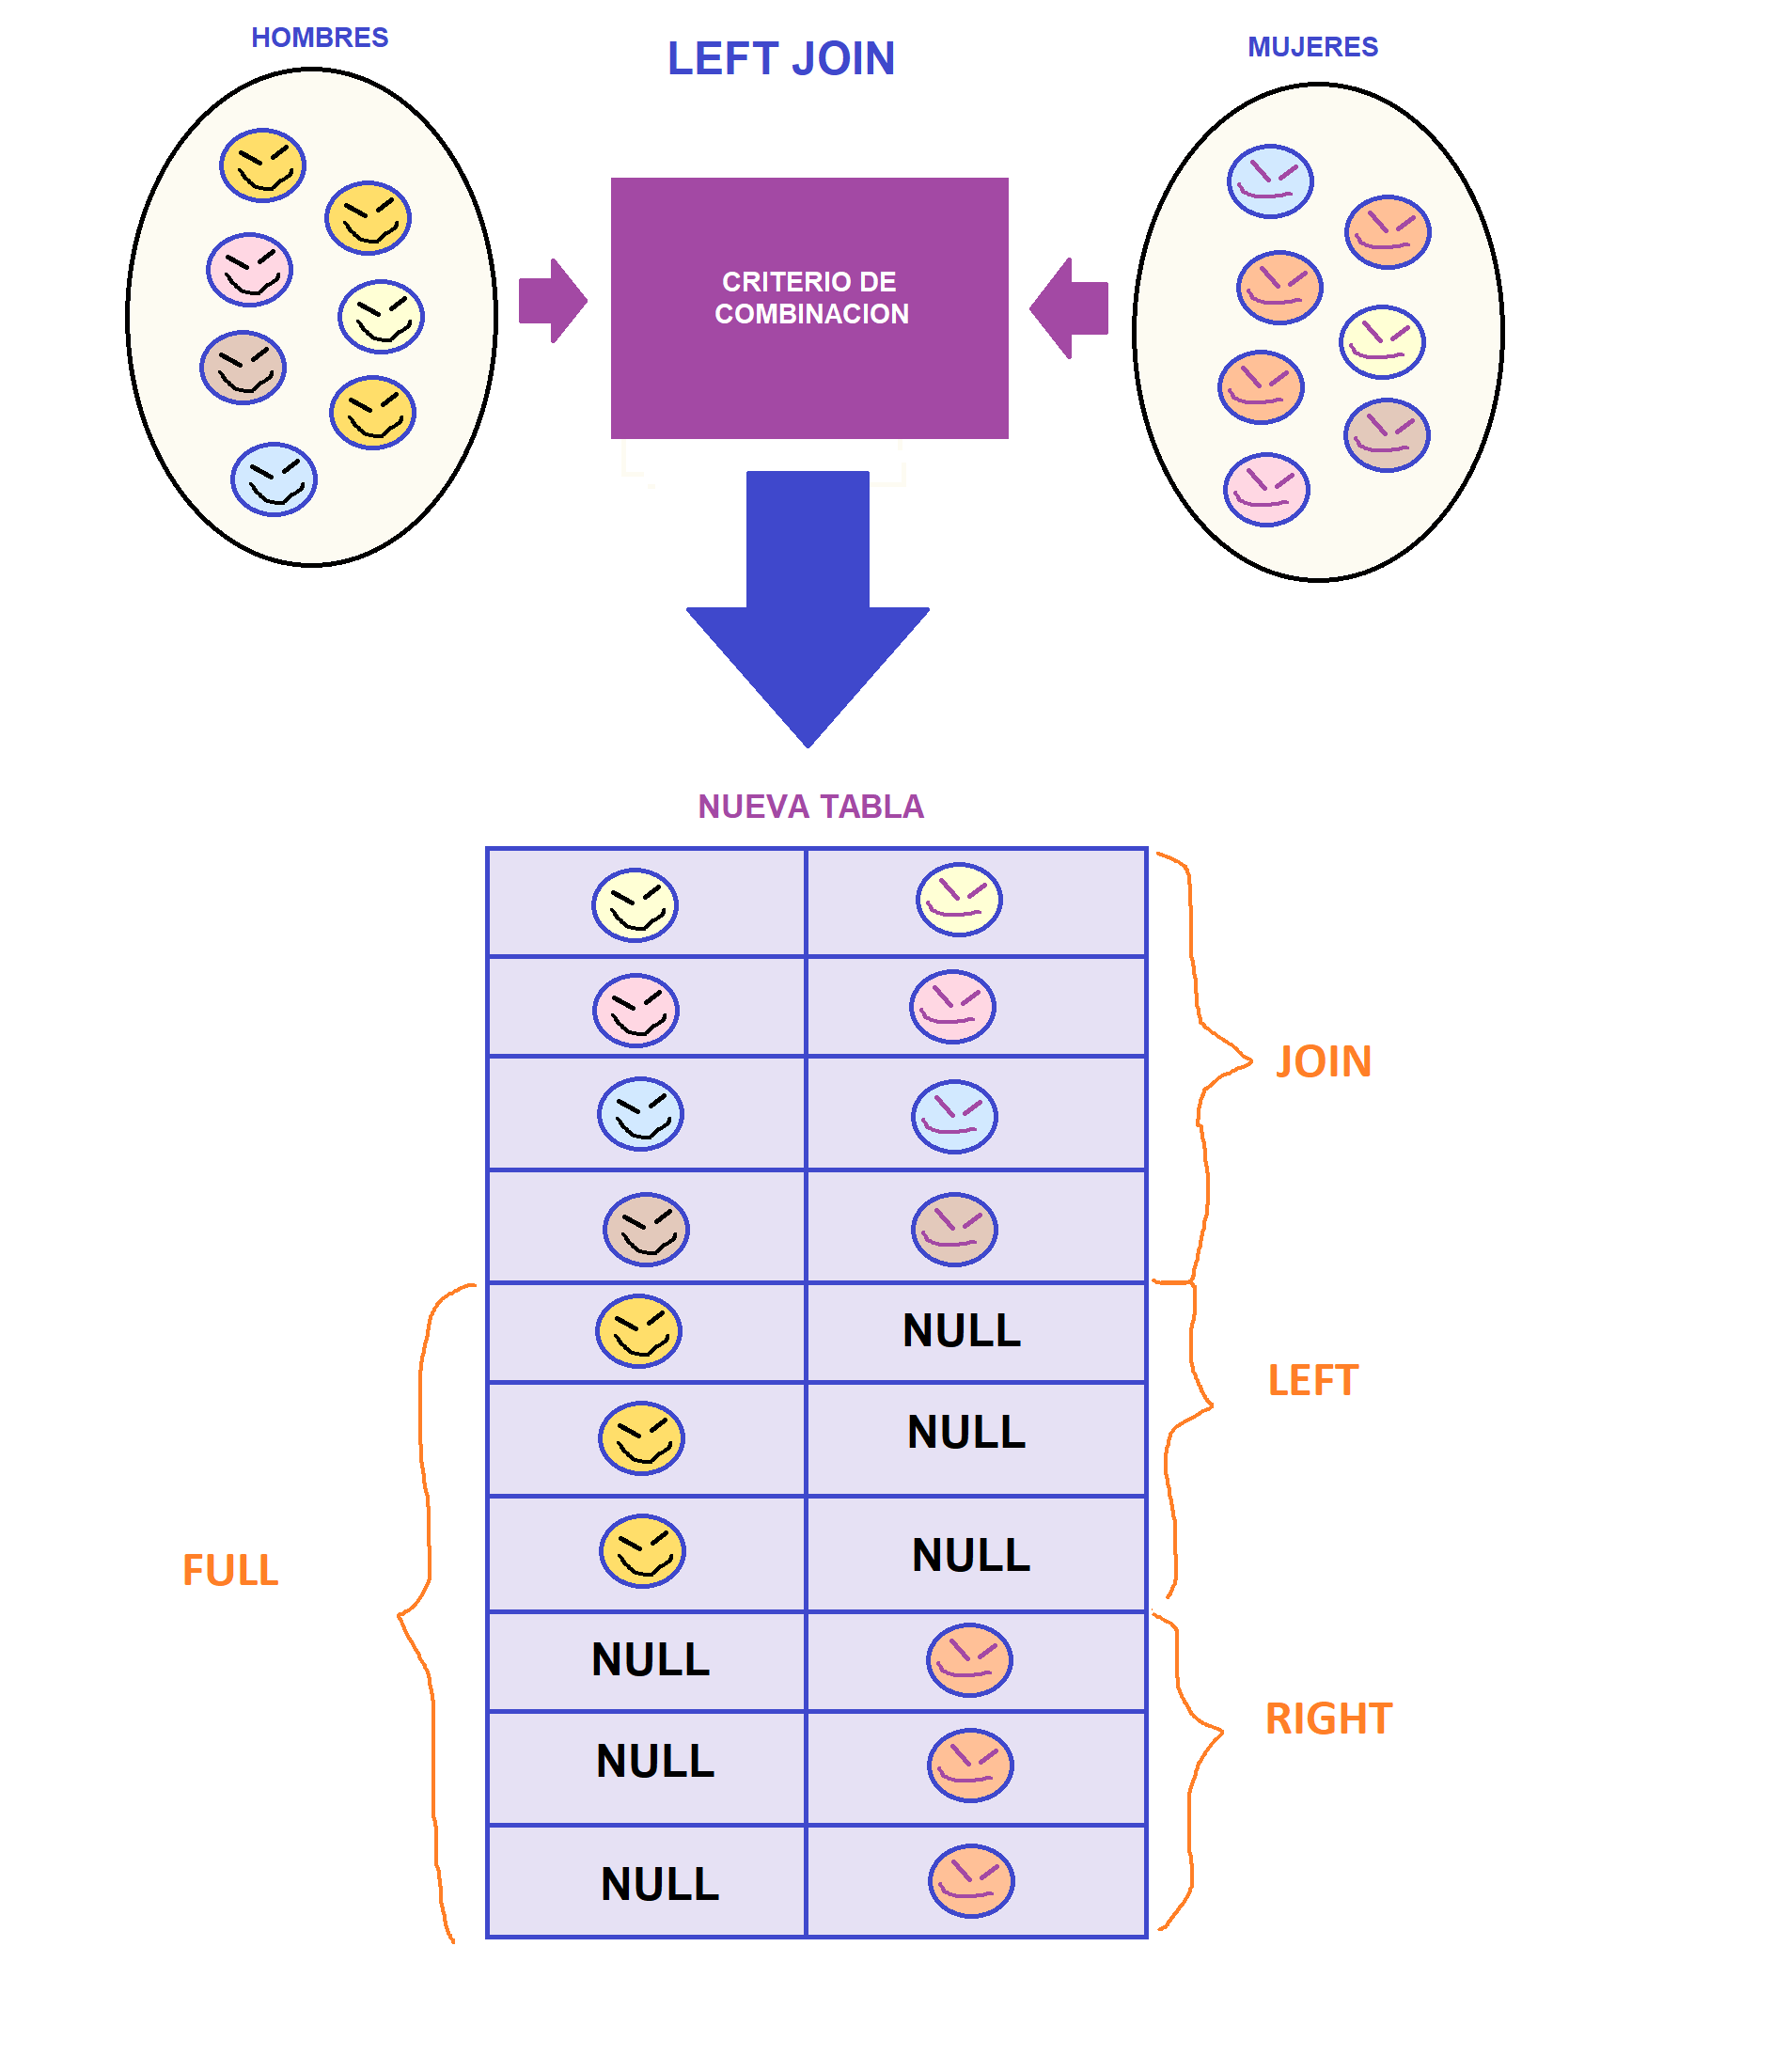 HOMBRES
LEFT JOIN
MUJERES
CRITERIO DE
COMBINACION
NUEVA TABLA
JOIN
NULL
LEFT
NULL
NULL
FULL
NULL
RIGHT
NULL
NULL